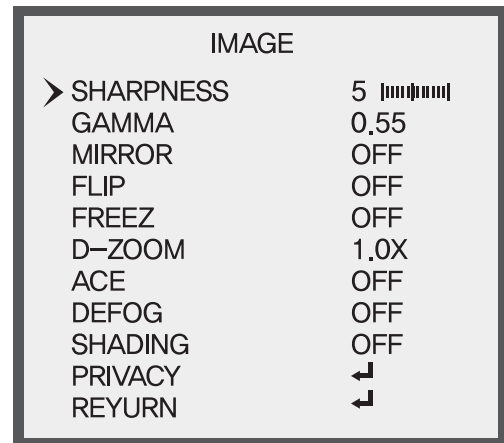 IMAGE
SHARPNESS 5
GAMMA 0.55
MIRROR OFF
FLIP OFF
FREEZ OFF
D-ZOOM 1.0X
ACE OFF
DEFOG OFF
SHADING OFF
PRIVACY ↵
REYURN ↵